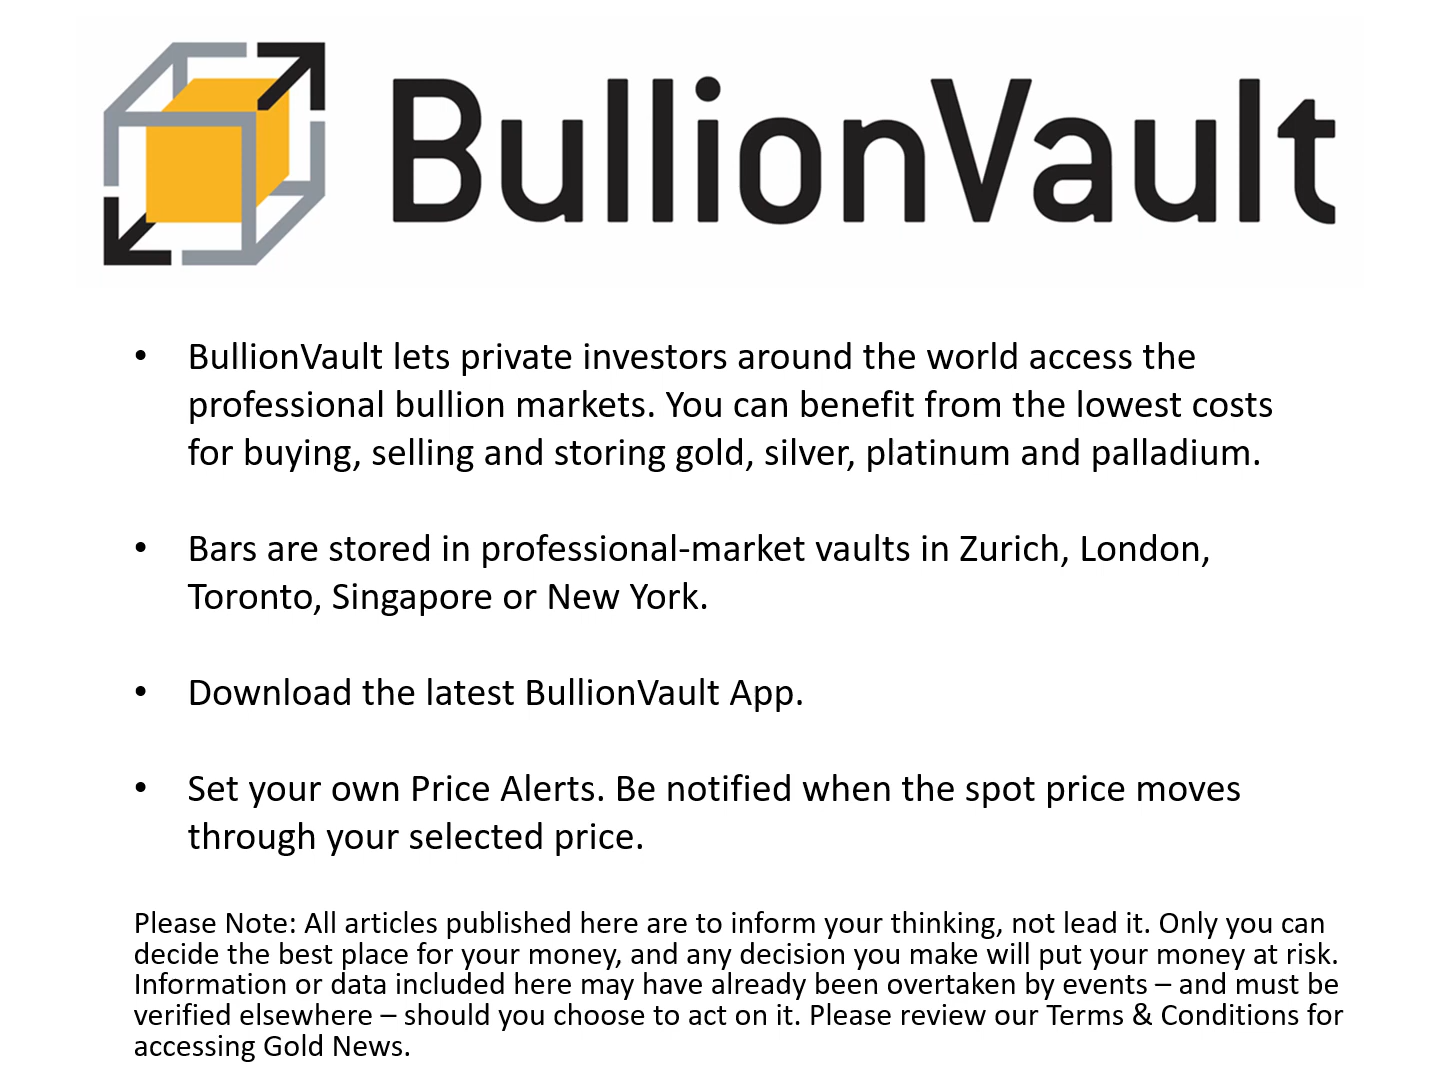 BullionVault
• BullionVault lets private investors around the world access the
professional bullion markets. You can benefit from the lowest costs
for buying, selling and storing gold, silver, platinum and palladium.
• Bars are stored in professional-market vaults in Zurich, London,
Toronto, Singapore or New York.
• Download the latest BullionVault App.
• Set your own Price Alerts. Be notified when the spot price moves
through your selected price.
Please Note: All articles published here are to inform your thinking, not lead it. Only you can
decide the best place for your money, and any decision you make will put your money at risk.
Information or data included here may have already been overtaken by events – and must be
verified elsewhere – should you choose to act on it. Please review our Terms & Conditions for
accessing Gold News.